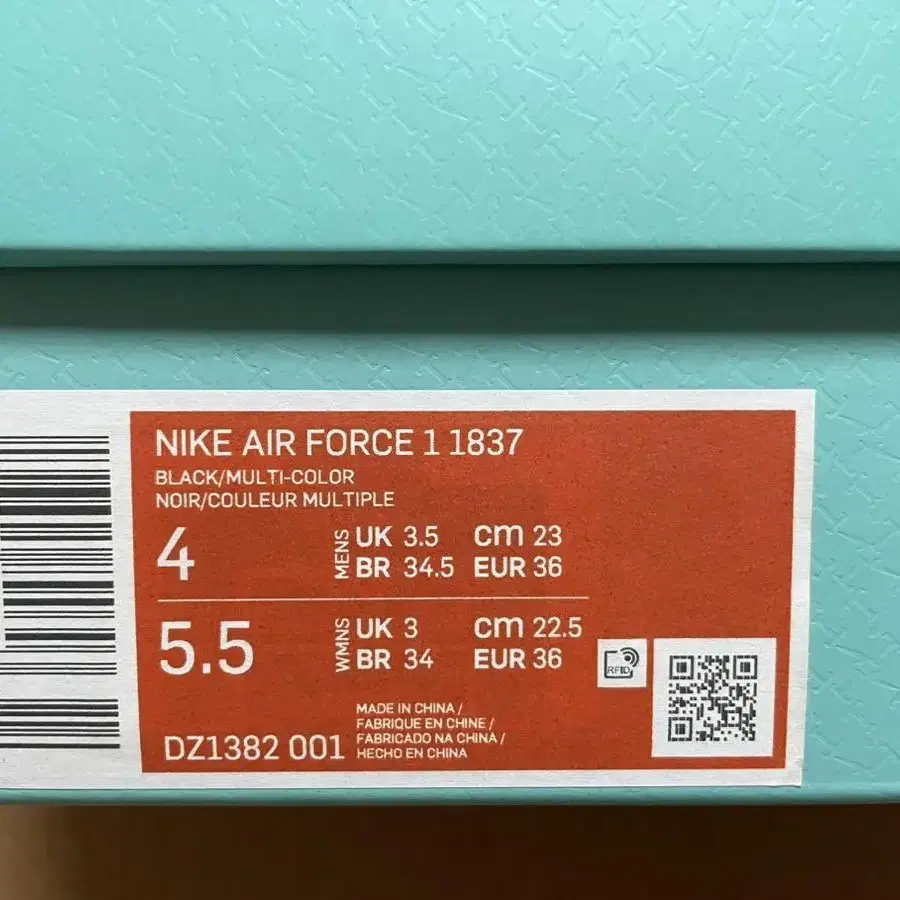 NIKE AIR FORCE 1 1837
BLACK/MULTI-COLOR
NOIR/COULEUR MULTIPLE
4 MENS UK 3.5 cm 23
BR 34.5 EUR 36
5.5 WMNS UK 3 cm 22.5
BR 34 EUR 36
RFID
MADE IN CHINA /
FABRIQUE EN CHINE /
FABRICADO NA CHINA /
HECHO EN CHINA
DZ1382 001